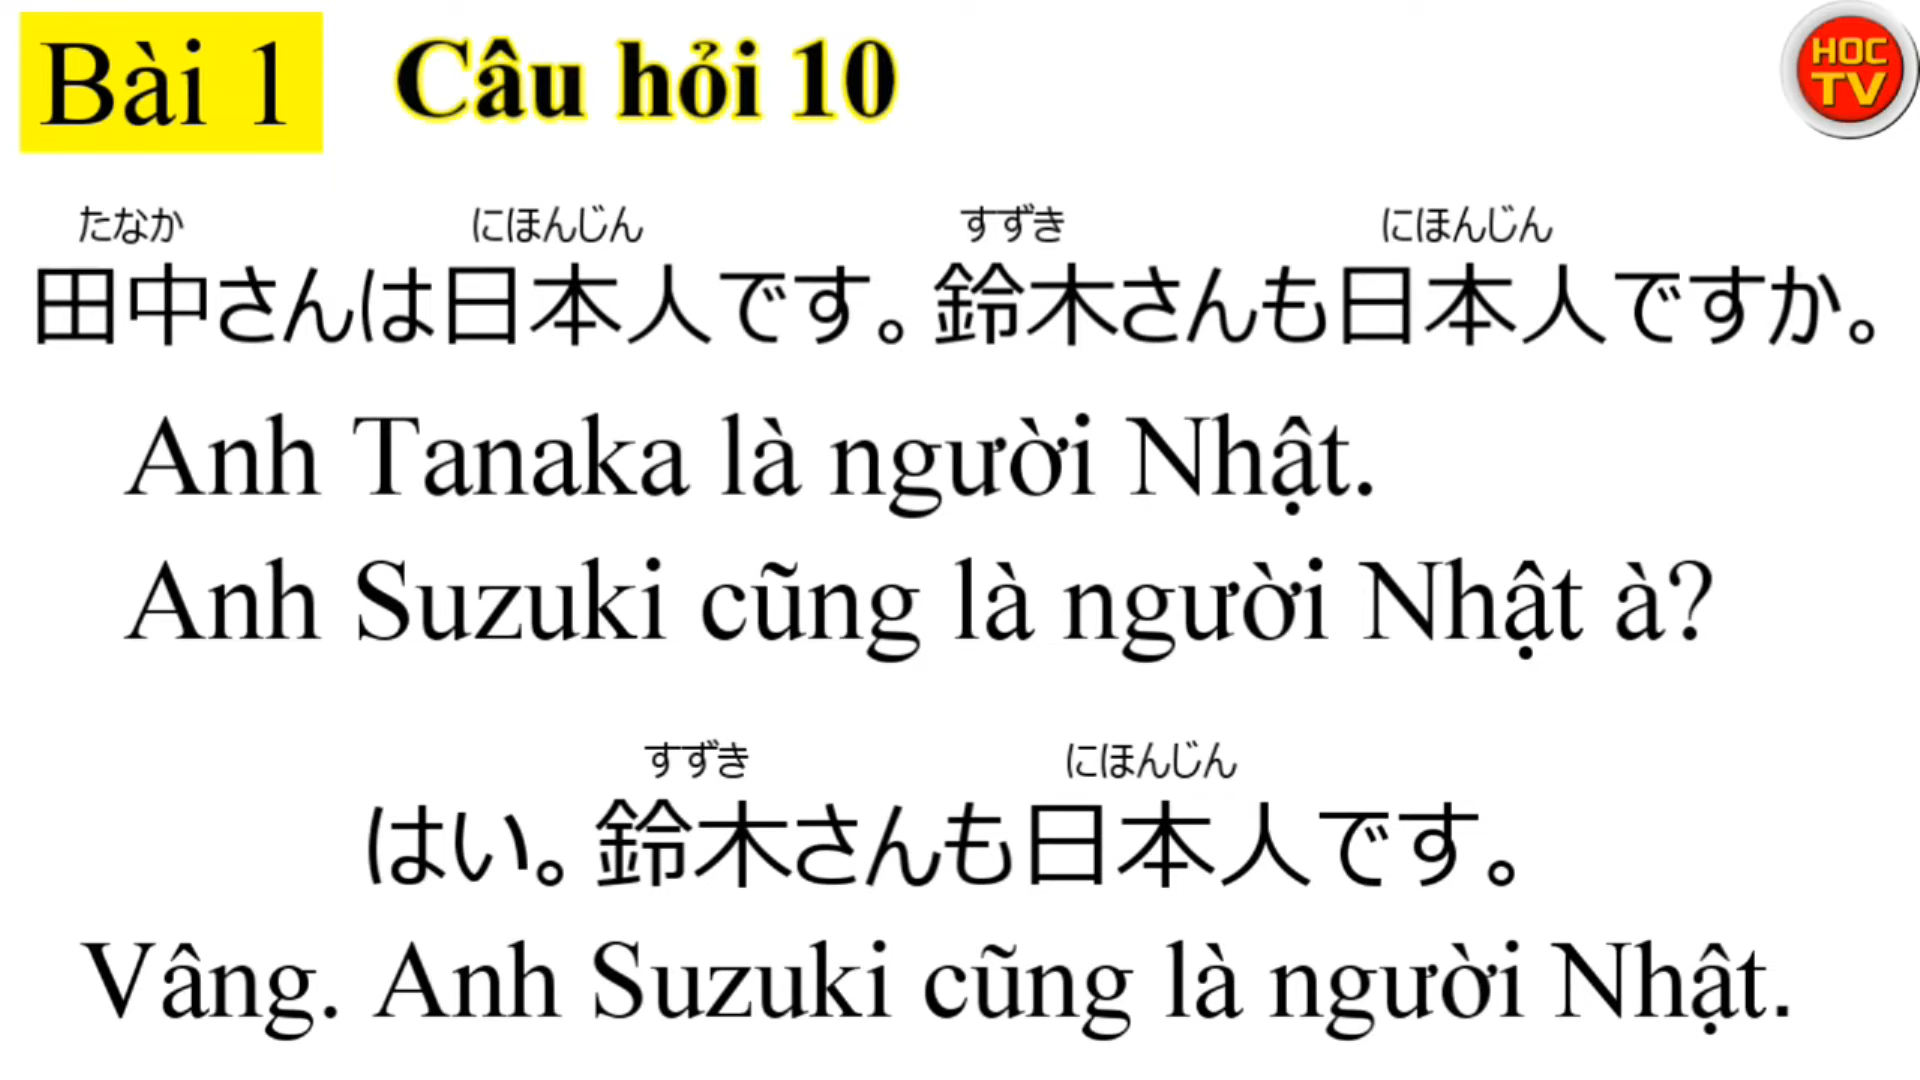 Bài 1 Câu hỏi 10
HOC
TV
たなか にほんじん すずき にほんじん
田中さんは日本人です。鈴木さんも日本人ですか。
Anh Tanaka là người Nhật.
Anh Suzuki cũng là người Nhật à?
すずき にほんじん
はい。鈴木さんも日本人です。
Vâng. Anh Suzuki cũng là người Nhật.